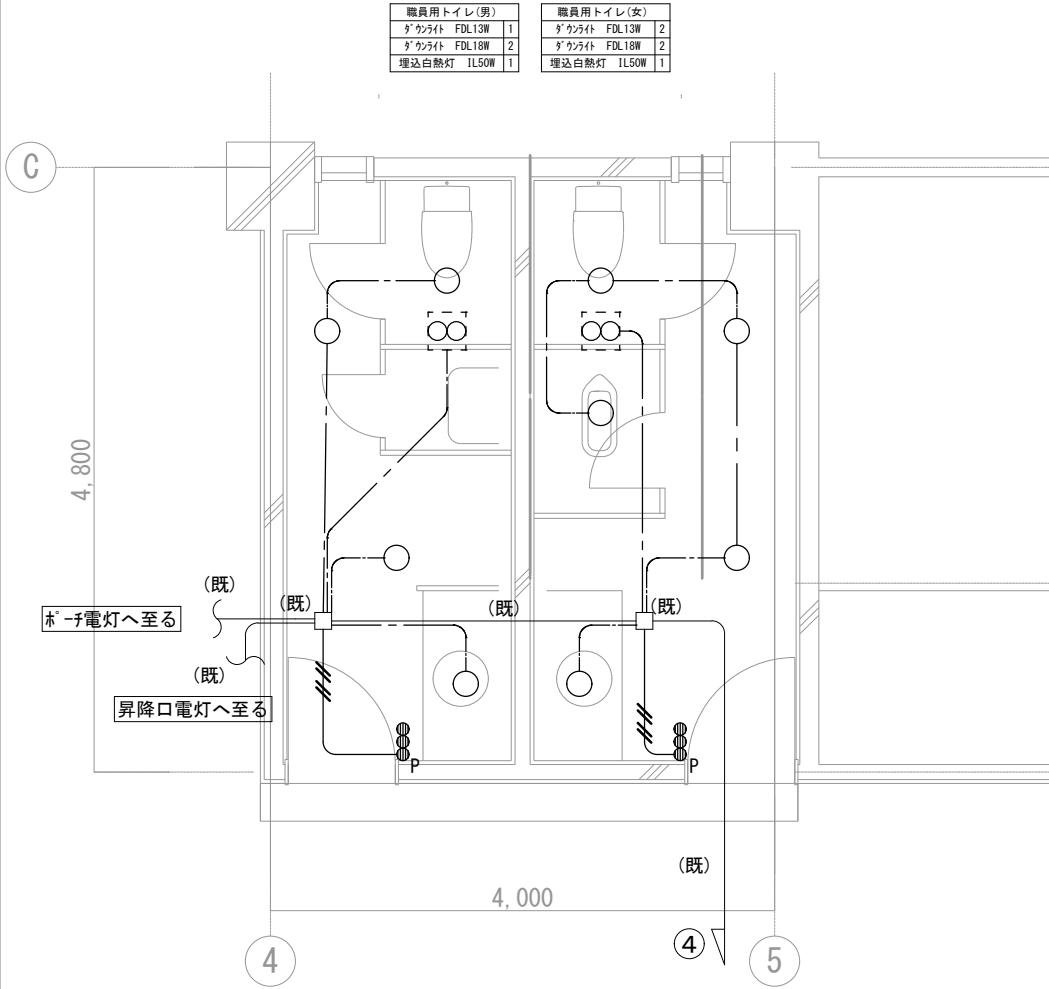 職員用トイレ(男)
ダウンライト FDL13W 1
ダウンライト FDL18W 2
埋込白熱灯 IL50W 1
職員用トイレ(女)
ダウンライト FDL13W 2
ダウンライト FDL18W 2
埋込白熱灯 IL50W 1
C
4,800
(既)
(既)
(既)
(既)
ポーチ電灯へ至る
(既)
昇降口電灯へ至る
P
P
(既)
4,000
④
4
5